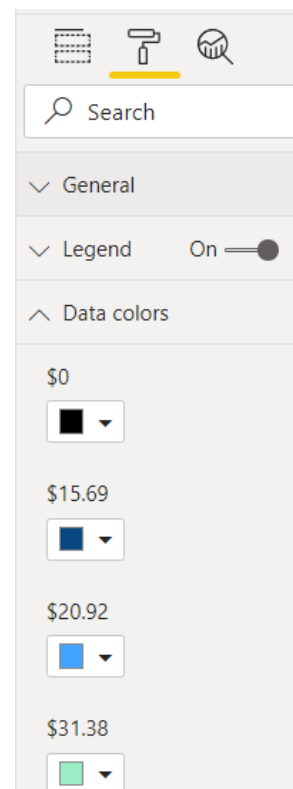 Search
General
Legend On
Data colors
$0
$15.69
$20.92
$31.38